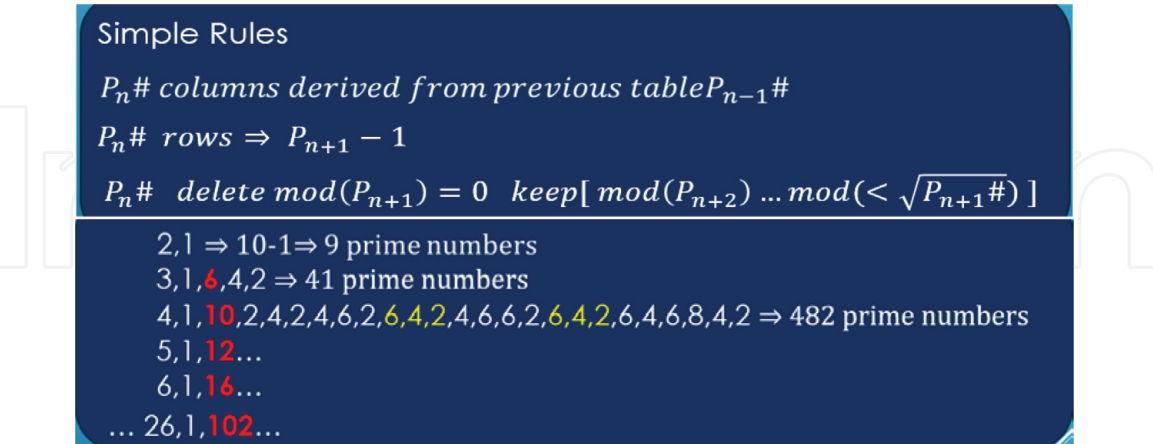 Simple Rules
Pₙ# columns derived from previous tablePₙ₋₁#
Pₙ# rows ⇒ Pₙ₊₁ − 1
Pₙ# delete mod(Pₙ₊₁) = 0 keep[ mod(Pₙ₊₂) … mod(< √Pₙ₊₁#) ]
2,1 ⇒ 10-1⇒ 9 prime numbers
3,1,6,4,2 ⇒ 41 prime numbers
4,1,10,2,4,2,4,6,2,6,4,2,4,6,6,2,6,4,2,6,4,6,8,4,2 ⇒ 482 prime numbers
5,1,12...
6,1,16...
... 26,1,102...